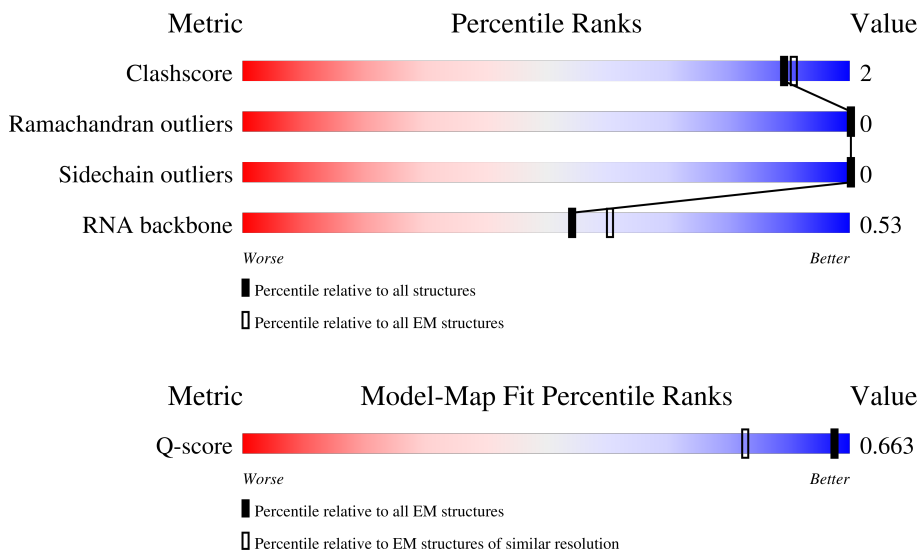 Metric Percentile Ranks Value
Clashscore 2
Ramachandran outliers 0
Sidechain outliers 0
RNA backbone 0.53
Worse Better
Percentile relative to all structures
Percentile relative to all EM structures
Metric Model-Map Fit Percentile Ranks Value
Q-score 0.663
Worse Better
Percentile relative to all EM structures
Percentile relative to EM structures of similar resolution